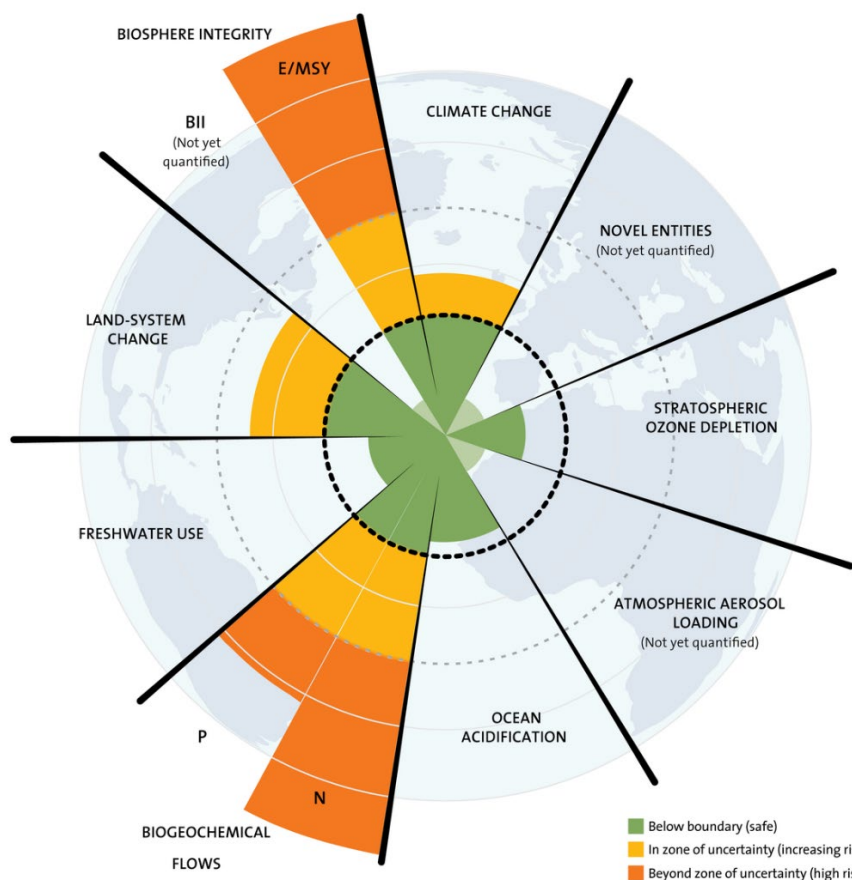 BIOSPHERE INTEGRITY
E/MSY
BII
(Not yet
quantified)
CLIMATE CHANGE
NOVEL ENTITIES
(Not yet quantified)
LAND-SYSTEM
CHANGE
STRATOSPHERIC
OZONE DEPLETION
FRESHWATER USE
ATMOSPHERIC AEROSOL
LOADING
(Not yet quantified)
OCEAN
ACIDIFICATION
P
N
BIOGEOCHEMICAL
FLOWS
Below boundary (safe)
In zone of uncertainty (increasing ri
Beyond zone of uncertainty (high ris